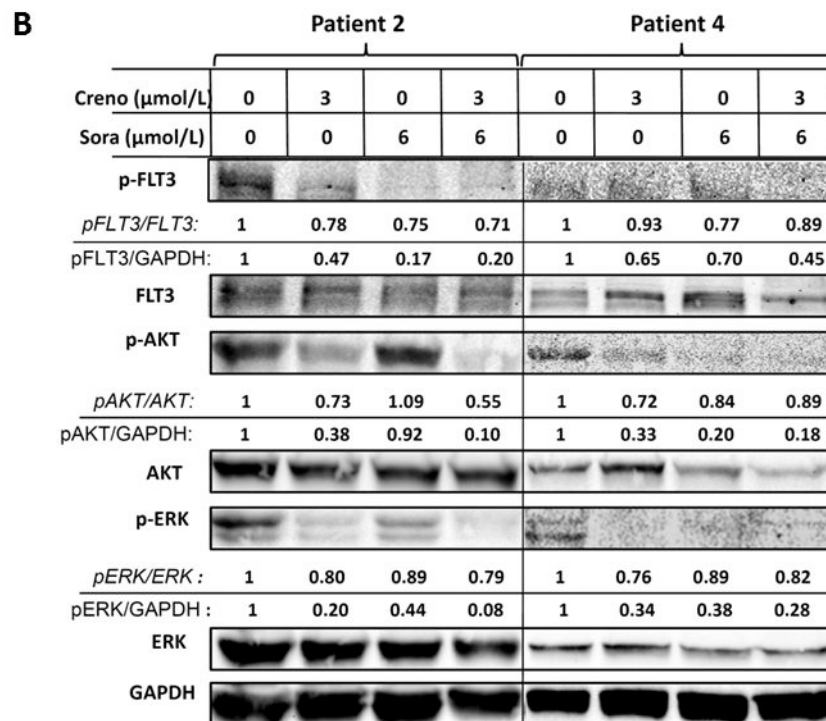 B
Patient 2 Patient 4
Creno (μmol/L) 0 3 0 3 0 3 0 3
Sora (μmol/L) 0 0 6 6 0 0 6 6
p-FLT3
pFLT3/FLT3: 1 0.78 0.75 0.71 1 0.93 0.77 0.89
pFLT3/GAPDH: 1 0.47 0.17 0.20 1 0.65 0.70 0.45
FLT3
p-AKT
pAKT/AKT: 1 0.73 1.09 0.55 1 0.72 0.84 0.89
pAKT/GAPDH: 1 0.38 0.92 0.10 1 0.33 0.20 0.18
AKT
p-ERK
pERK/ERK : 1 0.80 0.89 0.79 1 0.76 0.89 0.82
pERK/GAPDH : 1 0.20 0.44 0.08 1 0.34 0.38 0.28
ERK
GAPDH